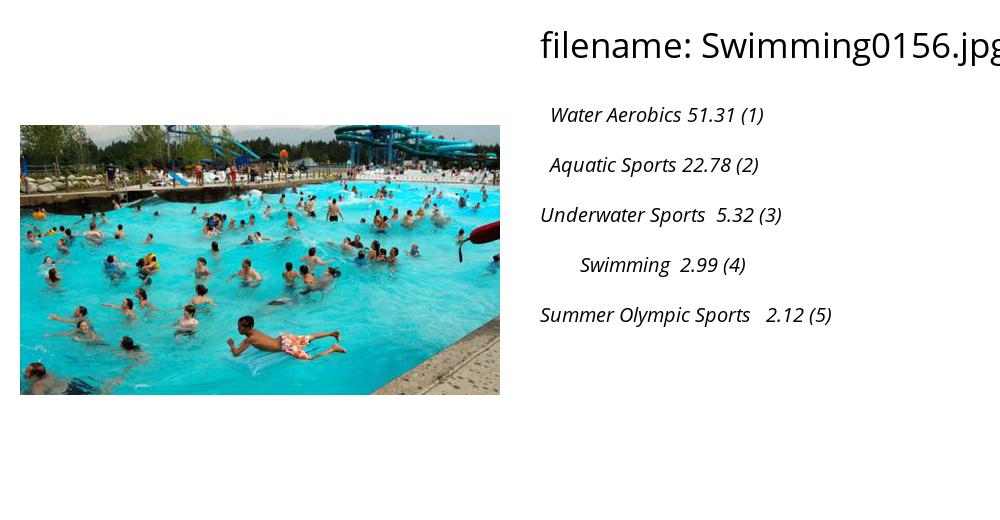 filename: Swimming0156.jpg
Water Aerobics 51.31 (1)
Aquatic Sports 22.78 (2)
Underwater Sports 5.32 (3)
Swimming 2.99 (4)
Summer Olympic Sports 2.12 (5)